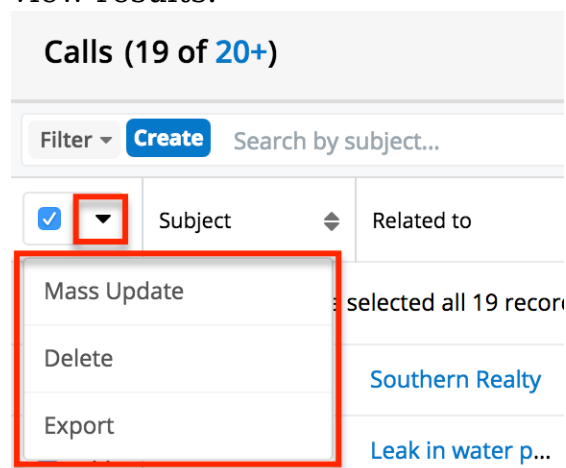 Calls (19 of 20+)
Filter Create Search by subject...
Subject Related to
Mass Update
selected all 19
Delete
Southern Realty
Export
Leak in water p...